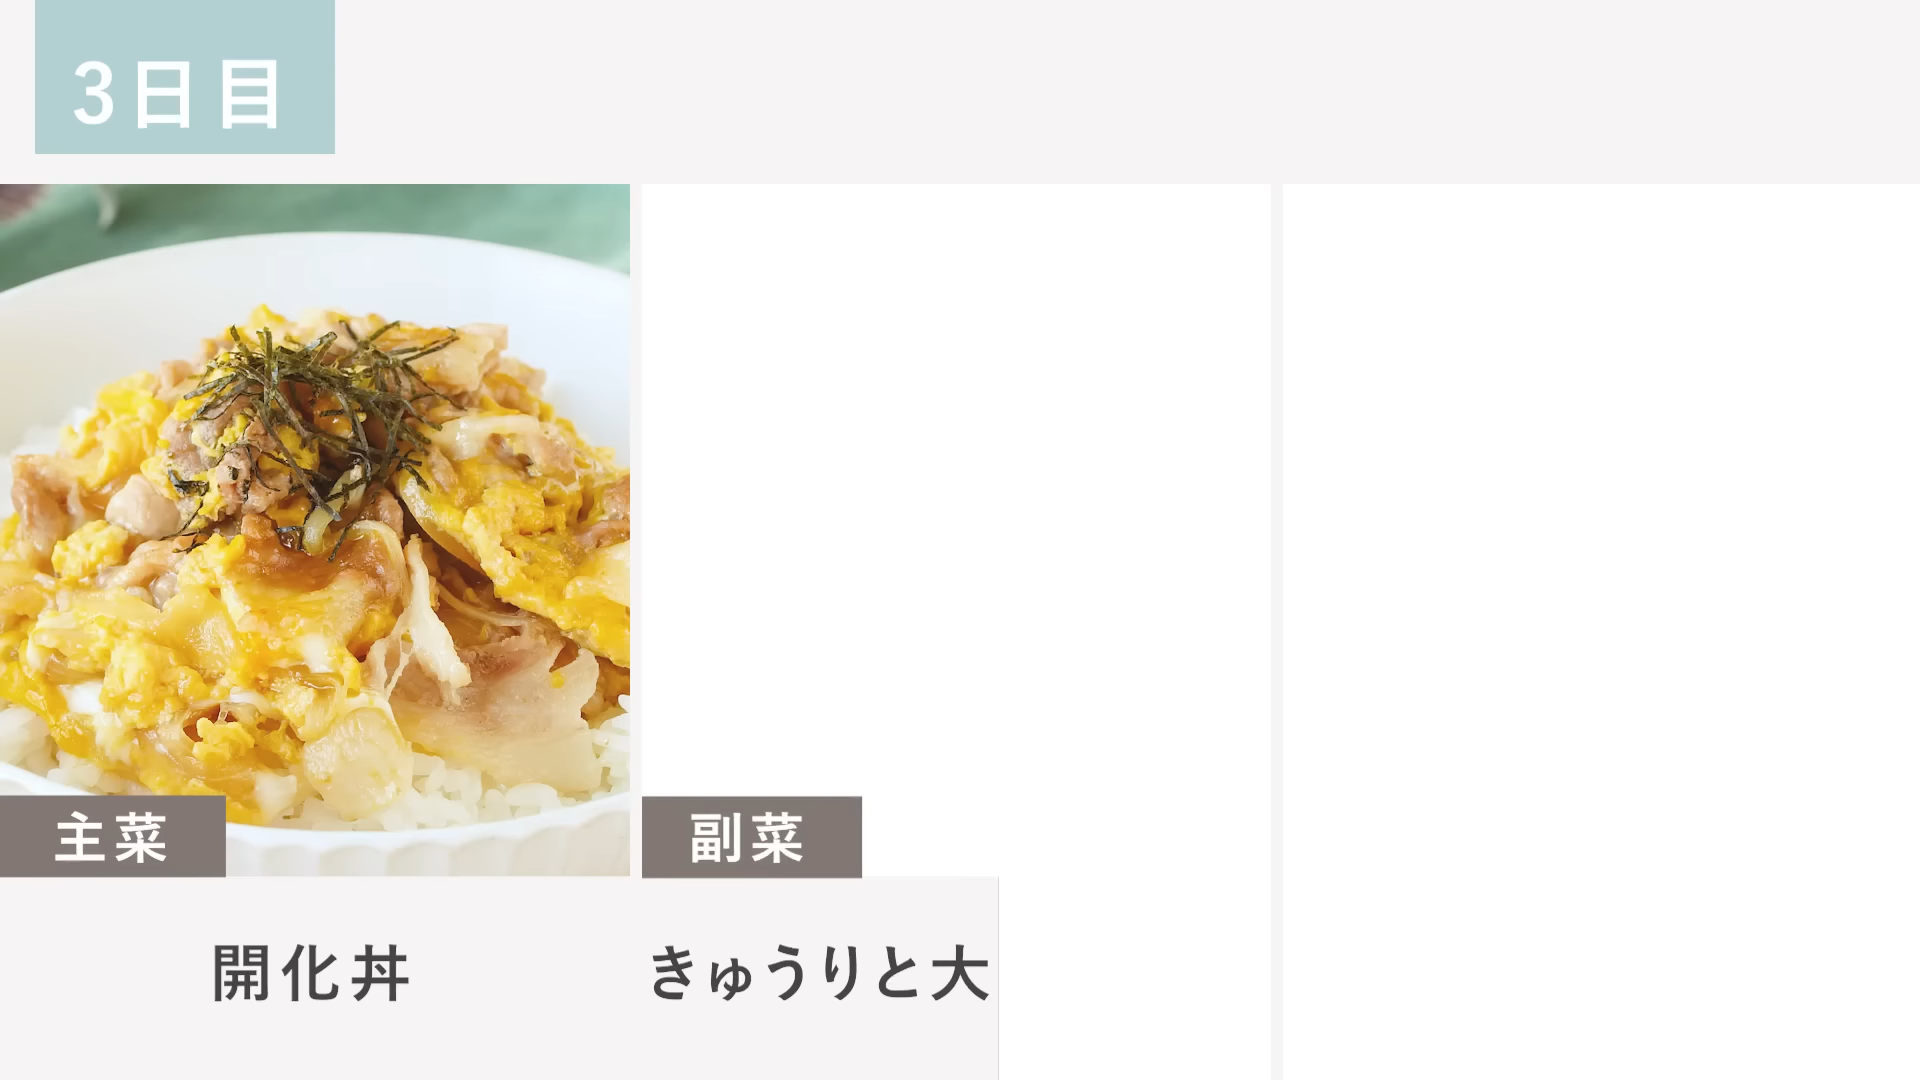 3日目
主菜
副菜
開化丼
きゅうりと大